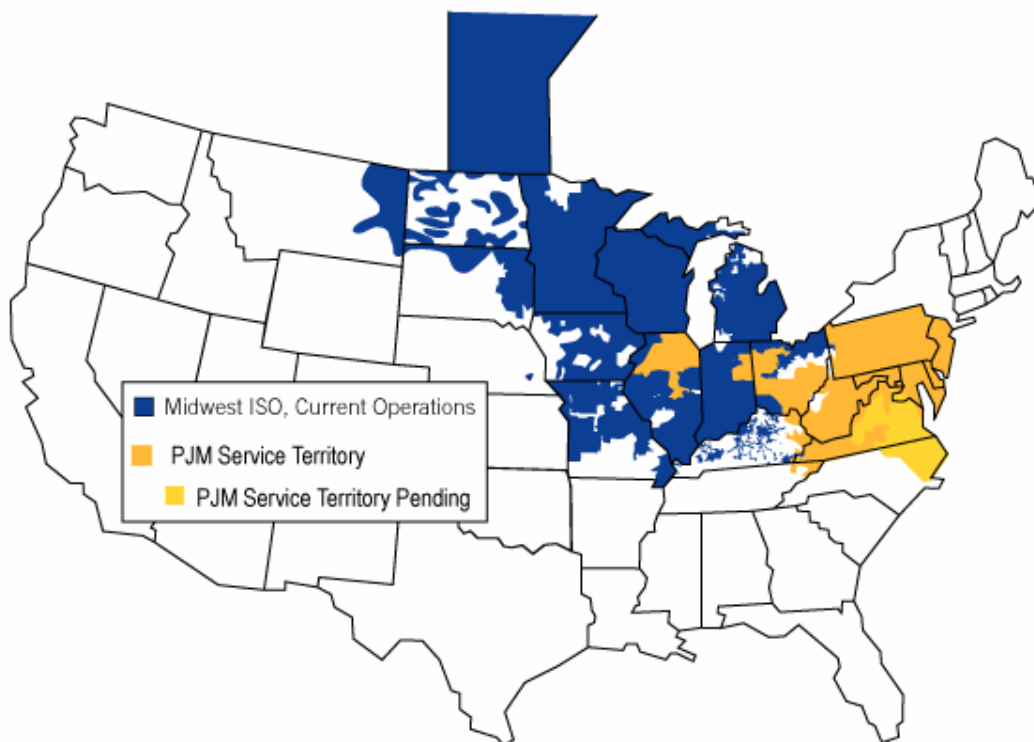 Midwest ISO, Current Operations
PJM Service Territory
PJM Service Territory Pending